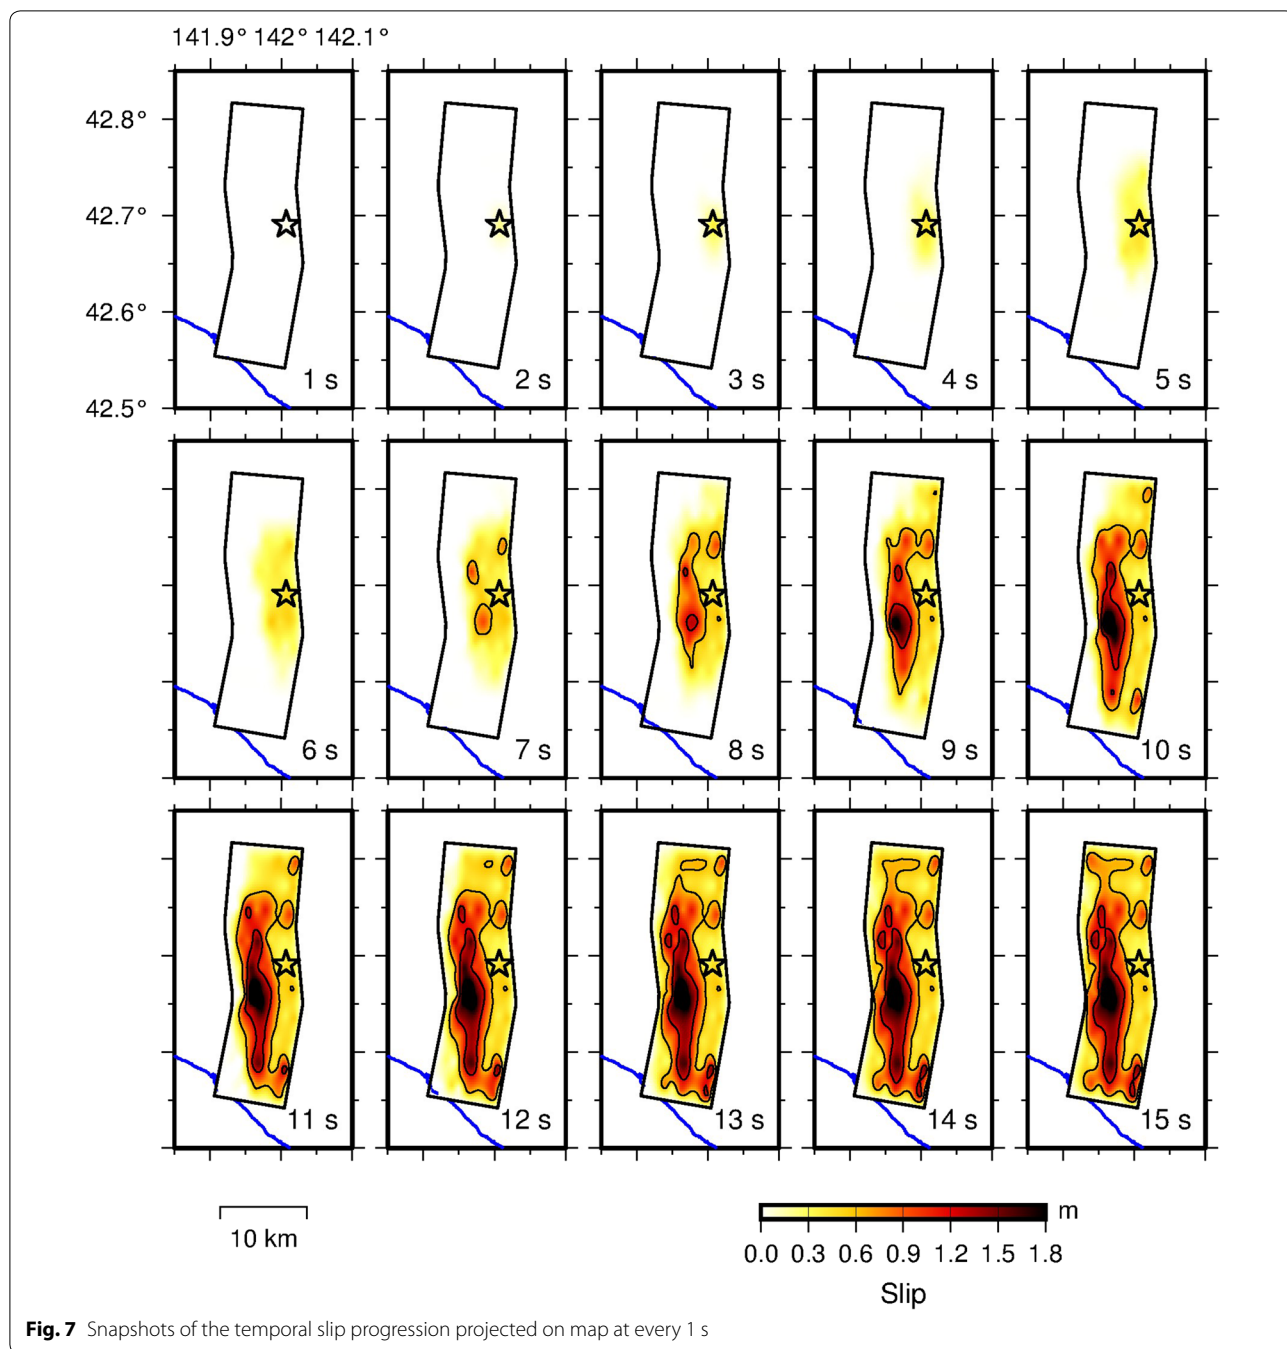 141.9° 142° 142.1°
42.8°
42.7°
42.6°
42.5°
1 s
2 s
3 s
4 s
5 s
6 s
7 s
8 s
9 s
10 s
11 s
12 s
13 s
14 s
15 s
10 km
m
0.0 0.3 0.6 0.9 1.2 1.5 1.8
Slip
Fig. 7 Snapshots of the temporal slip progression projected on map at every 1 s